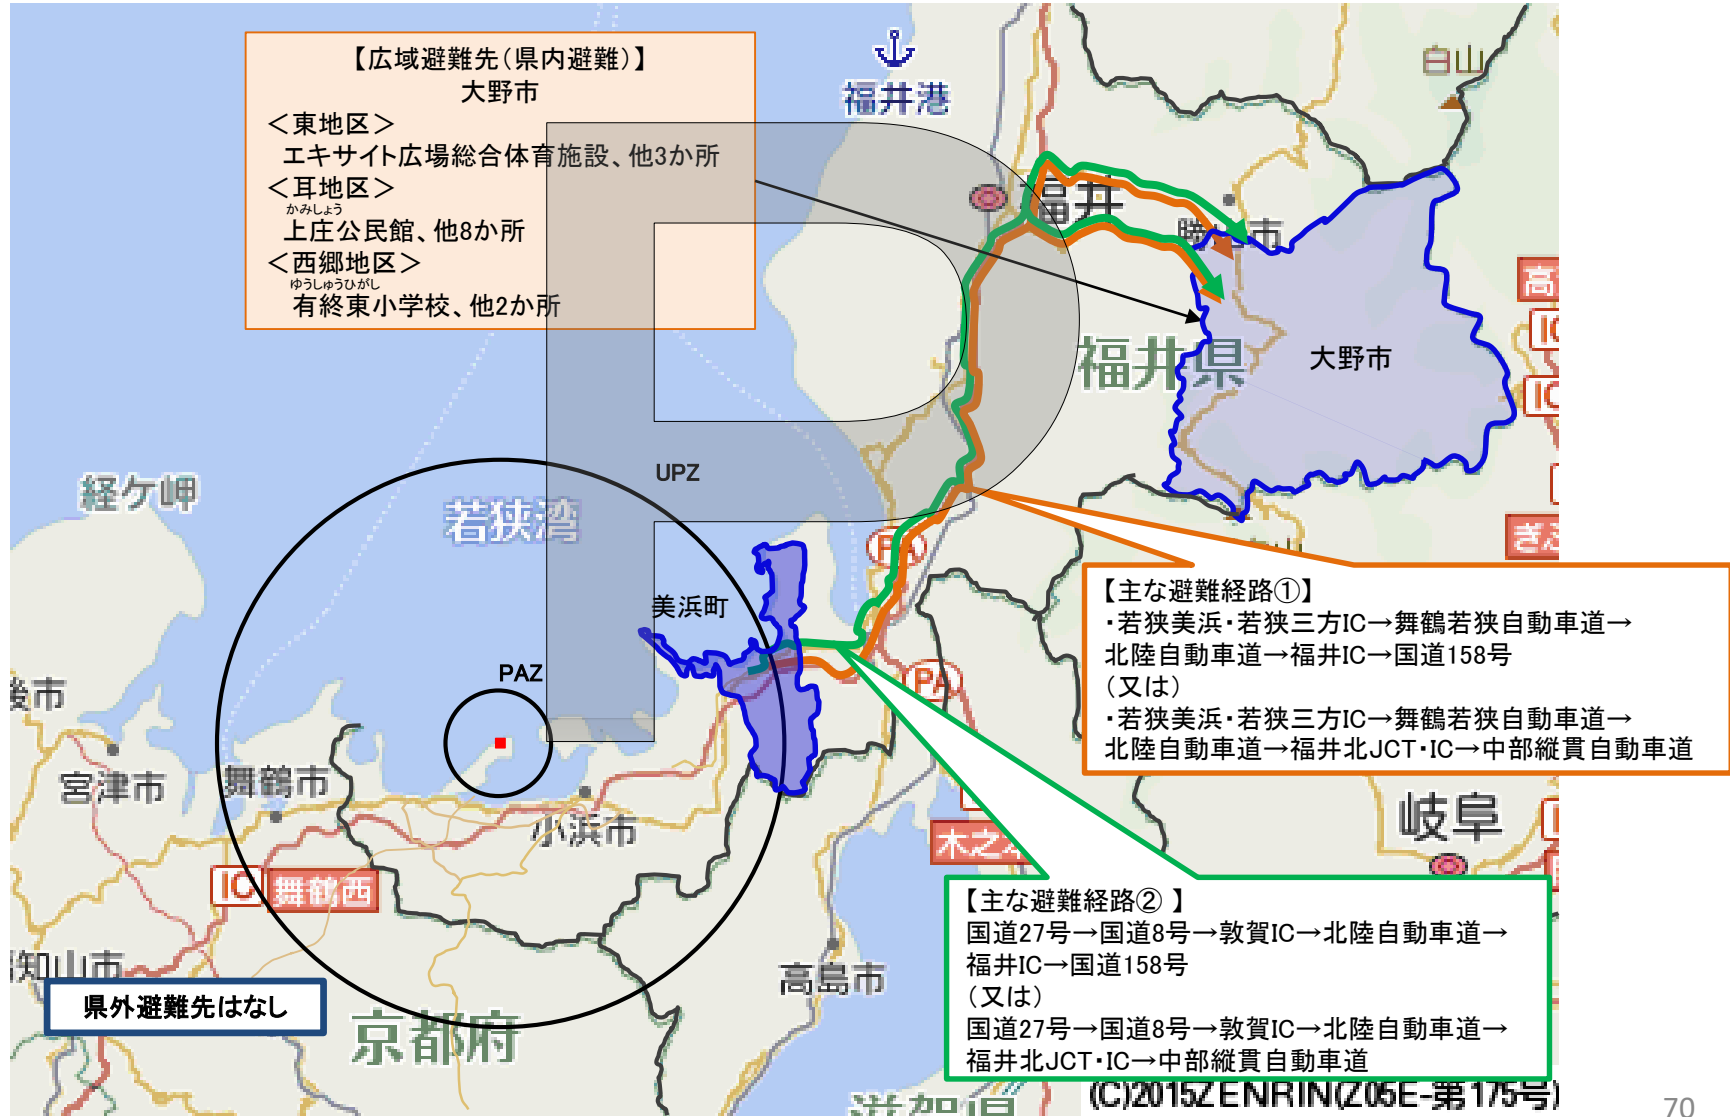 【広域避難先(県内避難)】
大野市
＜東地区＞
エキサイト広場総合体育施設、他3か所
＜耳地区＞
かみしょう
上庄公民館、他8か所
＜西郷地区＞
ゆうしゅうひがし
有終東小学校、他2か所
福井港
白山
福井
福井県
大野市
経ケ岬
若狭湾
UPZ
PA
美浜町
PAZ
PA
【主な避難経路①】
・若狭美浜・若狭三方IC→舞鶴若狭自動車道→
北陸自動車道→福井IC→国道158号
（又は）
・若狭美浜・若狭三方IC→舞鶴若狭自動車道→
北陸自動車道→福井北JCT・IC→中部縦貫自動車道
宮津市
舞鶴市
小浜市
IC
舞鶴西
岐阜
【主な避難経路② 】
国道27号→国道8号→敦賀IC→北陸自動車道→
福井IC→国道158号
（又は）
国道27号→国道8号→敦賀IC→北陸自動車道→
福井北JCT・IC→中部縦貫自動車道
高島市
県外避難先はなし
京都府
(C)2015ZENRIN(Z05E-第175号)
70